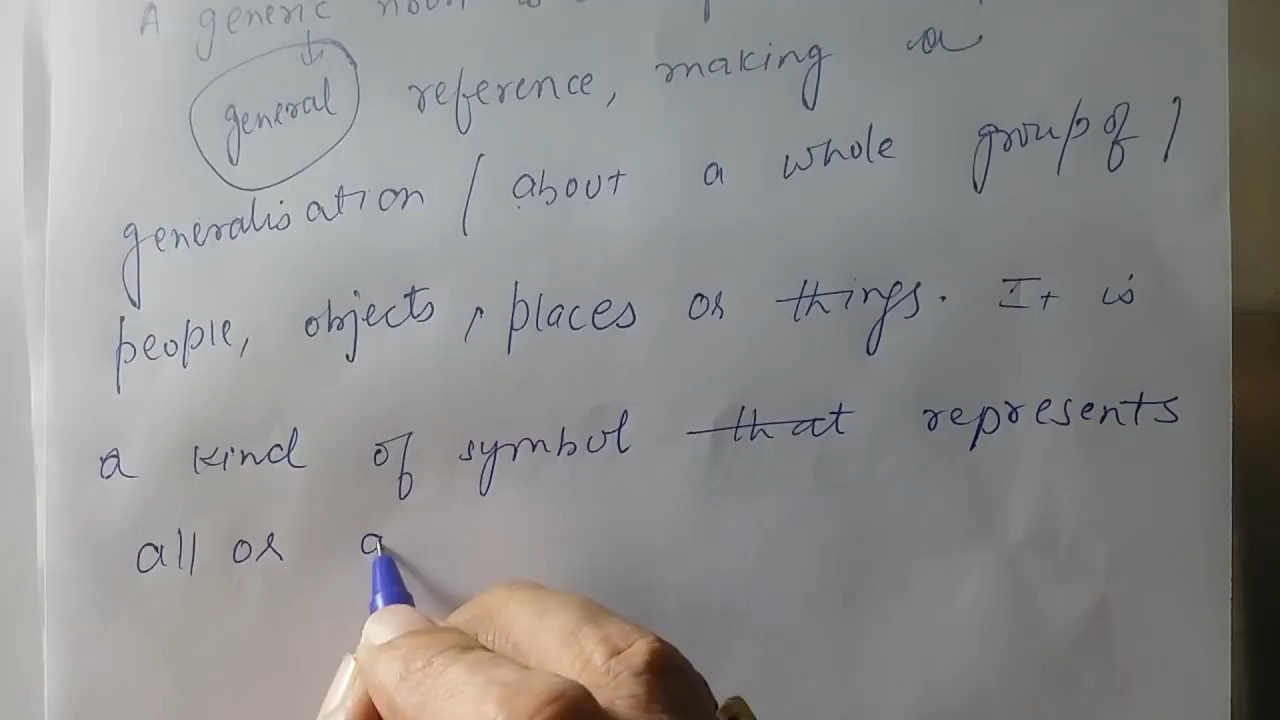 A generic noun is
general reference, making a
generalisation / about a whole group of /
people, objects, places or things. It is
a kind of symbol that represents
all or a